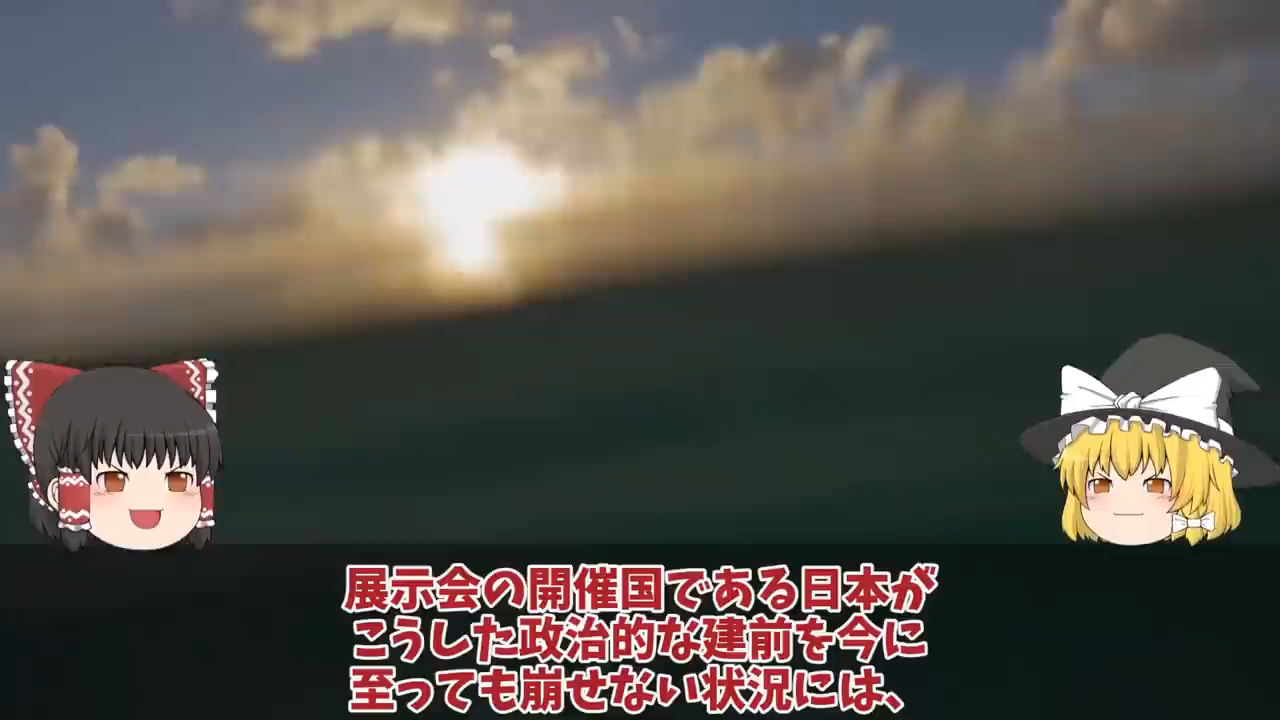 展示会の開催国である日本が
こうした政治的な建前を今に
至っても崩せない状況には、